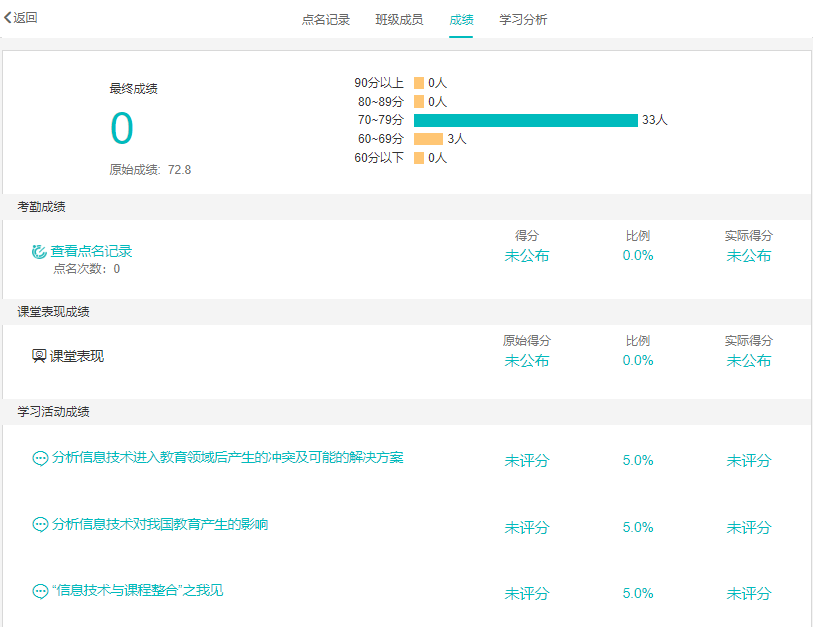 返回
点名记录 班级成员 成绩 学习分析
最终成绩
0
原始成绩: 72.8
90分以上 0人
80~89分 0人
70~79分 33人
60~69分 3人
60分以下 0人
考勤成绩
查看点名记录
点名次数: 0
得分 比例 实际得分
未公布 0.0% 未公布
课堂表现成绩
课堂表现
原始得分 比例 实际得分
未公布 0.0% 未公布
学习活动成绩
分析信息技术进入教育领域后产生的冲突及可能的解决方案 未评分 5.0% 未评分
分析信息技术对我国教育产生的影响 未评分 5.0% 未评分
“信息技术与课程整合”之我见 未评分 5.0% 未评分